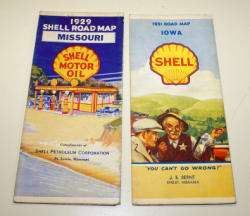 1929
SHELL ROAD MAP
MISSOURI
SHELL
MOTOR
OIL
Compliments of
SHELL PETROLEUM CORPORATION
St. Louis, Missouri
1931 ROAD MAP
IOWA
SHELL
"YOU CAN'T GO WRONG!"
J. S. BERNT
SHELBY, NEBRASKA